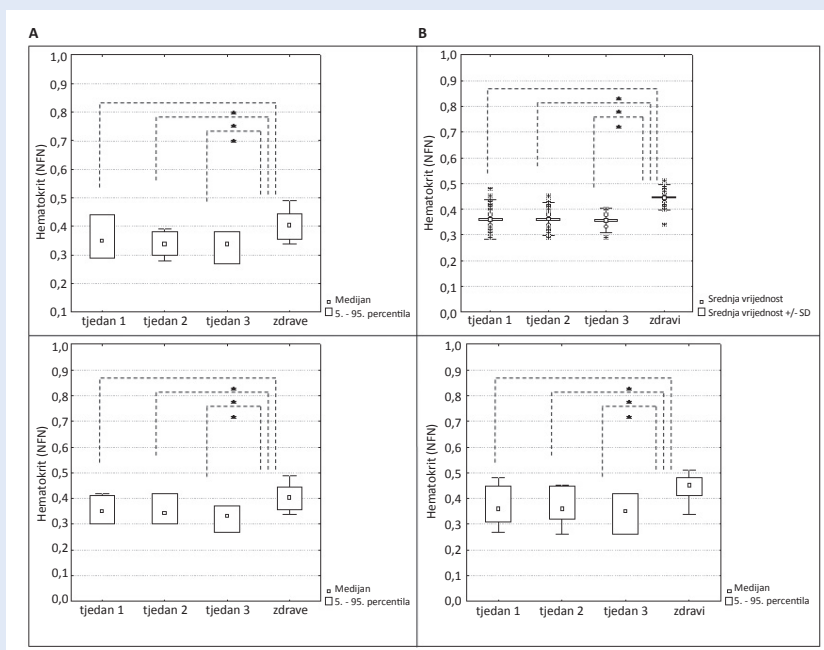 A
1,0
0,9
0,8
0,7
0,6
0,5
0,4
0,3
0,2
0,1
Hematokrit (NFN)
tjedan 1 tjedan 2 tjedan 3 zdrave
Medijan
5. - 95. percentila
B
1,0
0,9
0,8
0,7
0,6
0,5
0,4
0,3
0,2
0,1
0,0
Hematokrit (NFN)
tjedan 1 tjedan 2 tjedan 3 zdravi
Srednja vrijednost
Srednja vrijednost +/- SD
1,0
0,9
0,8
0,7
0,6
0,5
0,4
0,3
0,2
0,1
0,0
Hematokrit (NFN)
tjedan 1 tjedan 2 tjedan 3 zdrave
Medijan
5. - 95. percentila
1,0
0,9
0,8
0,7
0,6
0,5
0,4
0,3
0,2
0,1
0,0
Hematokrit (NFN)
tjedan 1 tjedan 2 tjedan 3 zdravi
Medijan
5. - 95. percentila